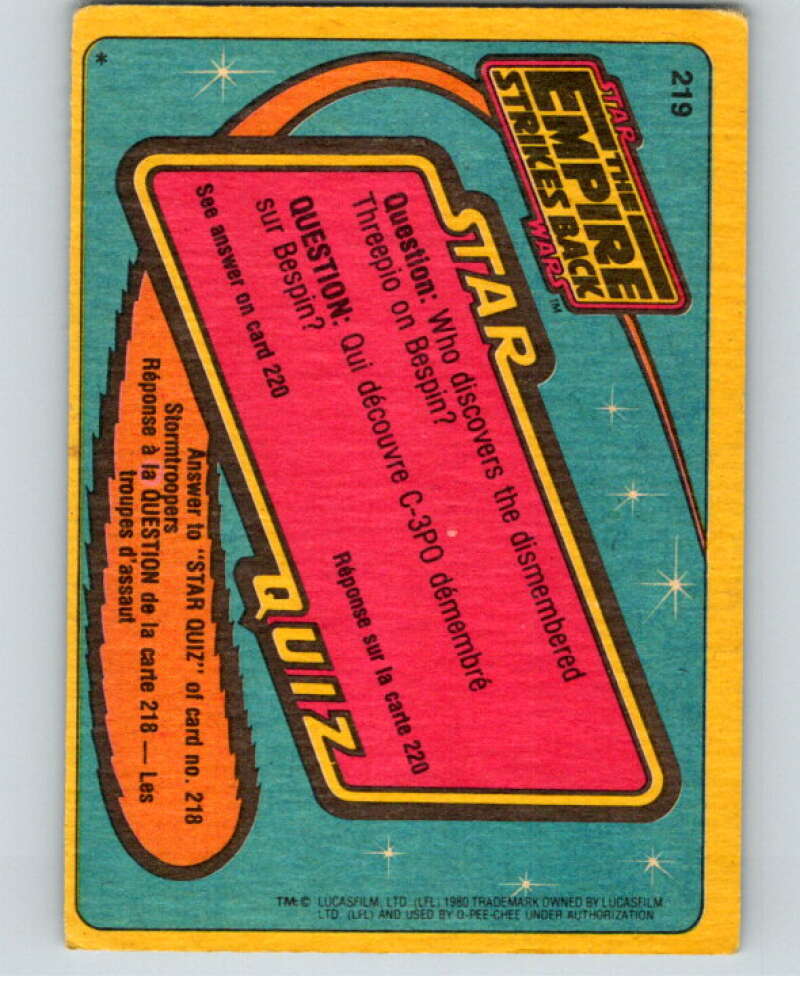 219
STAR
THE
EMPIRE
STRIKES BACK
WARS
TM
*
STAR
Question: Who discovers the dismembered
Threepio on Bespin?
QUESTION: Qui découvre C-3PO démembré
sur Bespin?
See answer on card 220
Réponse sur la carte 220
QUIZ
Answer to "STAR QUIZ" of card no. 218
Stormtroopers
Réponse à la QUESTION de la carte 218 — Les
troupes d'assaut
TM: © LUCASFILM, LTD. (LFL) 1980 TRADEMARK OWNED BY LUCASFILM
LTD. (LFL) AND USED BY O-PEE-CHEE UNDER AUTHORIZATION